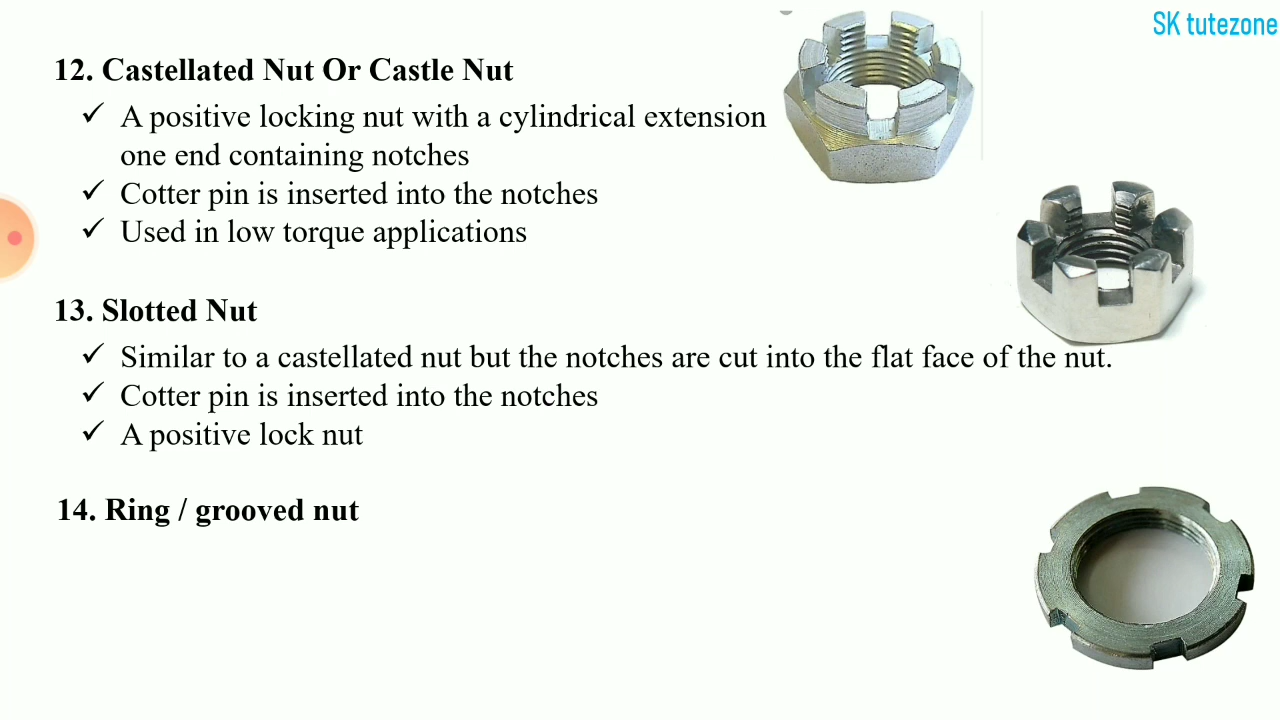 SK tutezone
12. Castellated Nut Or Castle Nut
✓ A positive locking nut with a cylindrical extension
one end containing notches
✓ Cotter pin is inserted into the notches
✓ Used in low torque applications
13. Slotted Nut
✓ Similar to a castellated nut but the notches are cut into the flat face of the nut.
✓ Cotter pin is inserted into the notches
✓ A positive lock nut
14. Ring / grooved nut